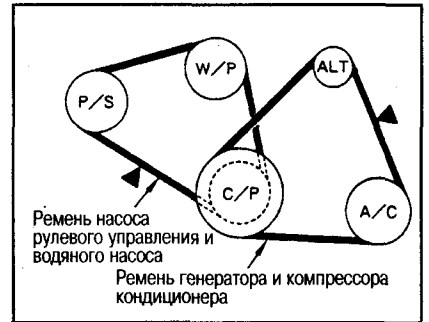 W/P
ALT
P/S
C/P
A/C
Ремень насоса
рулевого управления и
водяного насоса
Ремень генератора и компрессора
кондиционера